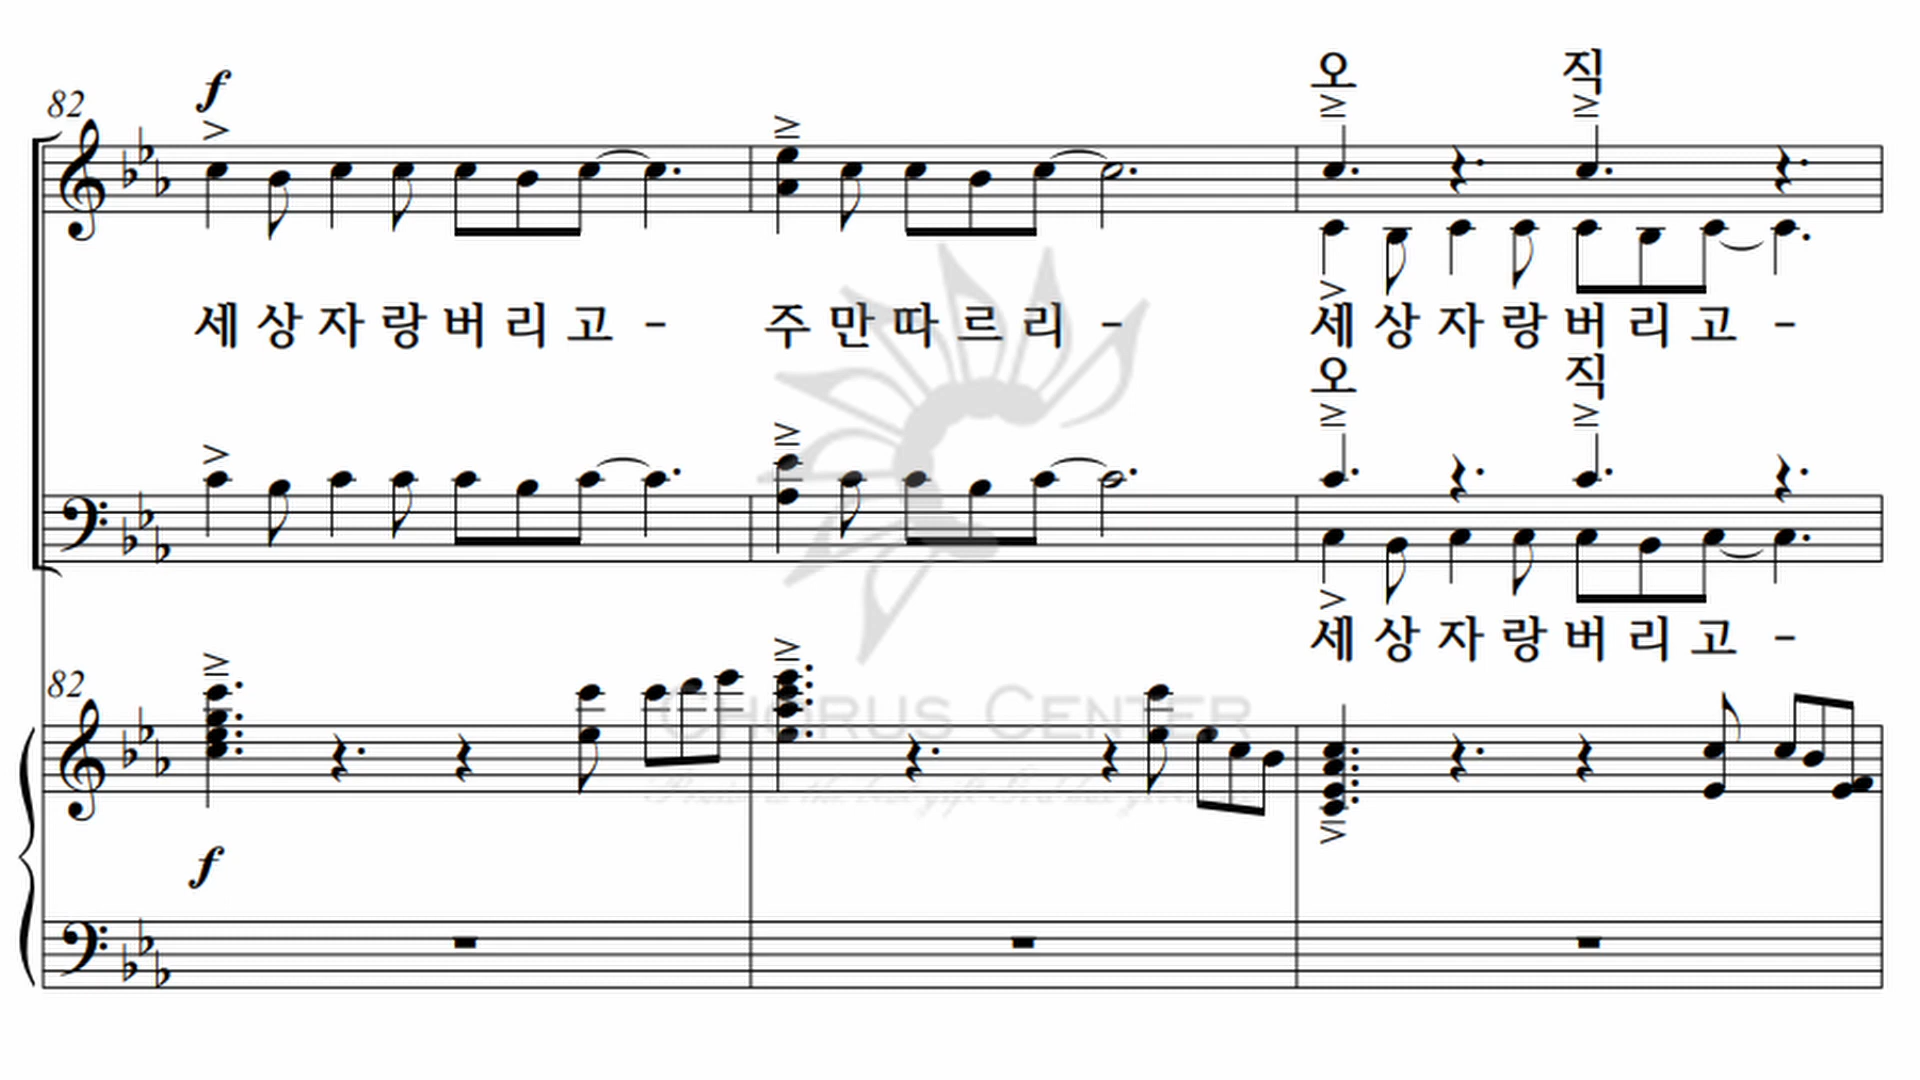 오 직
82 f
세 상 자 랑 버 리 고 - 주 만 따 르 리 - 세 상 자 랑 버 리 고 -
오 직
세 상 자 랑 버 리 고 -
82
CHORUS CENTER
f